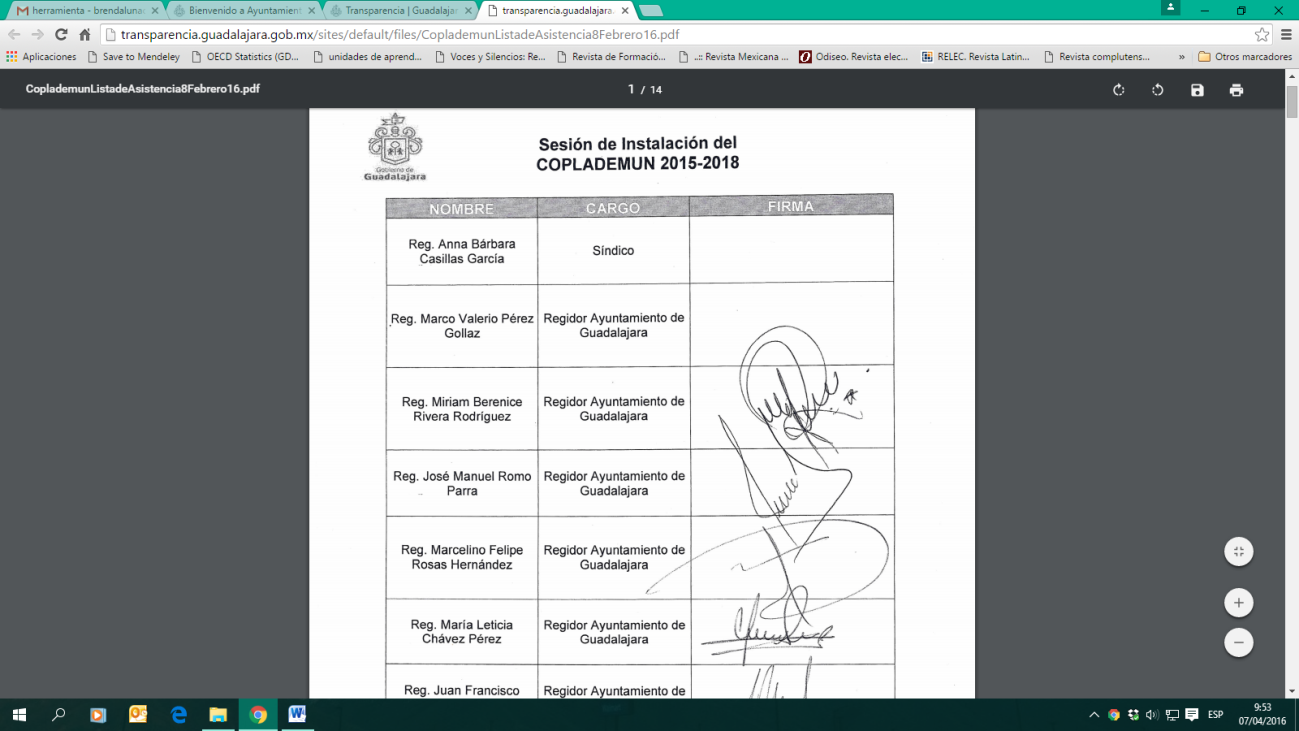 herramienta - brendaluna
Bienvenido a Ayuntamien
Transparencia | Guadalaja
transparencia.guadalajara
transparencia.guadalajara.gob.mx/sites/default/files/CoplademunListadeAsistencia8Febrero16.pdf
Aplicaciones
Save to Mendeley
OECD Statistics (GD...
unidades de aprend...
Voces y Silencios: Re...
Revista de Formació...
..:: Revista Mexicana ...
Odiseo. Revista elec...
RELEC. Revista Latin...
Revista complutens...
»
Otros marcadores
CoplademunListadeAsistencia8Febrero16.pdf
1 / 14
Gobierno de
Guadalajara
Sesión de Instalación del
COPLADEMUN 2015-2018
NOMBRE CARGO FIRMA
Reg. Anna Bárbara
Casillas García
Síndico
Reg. Marco Valerio Pérez
Gollaz
Regidor Ayuntamiento de
Guadalajara
Reg. Miriam Berenice
Rivera Rodríguez
Regidor Ayuntamiento de
Guadalajara
Reg. José Manuel Romo
Parra
Regidor Ayuntamiento de
Guadalajara
Reg. Marcelino Felipe
Rosas Hernández
Regidor Ayuntamiento de
Guadalajara
Reg. María Leticia
Chávez Pérez
Regidor Ayuntamiento de
Guadalajara
Reg. Juan Francisco
Regidor Ayuntamiento de
ESP
9:53
07/04/2016